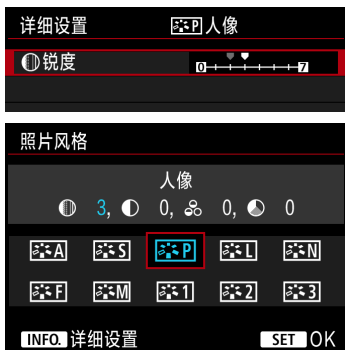 详细设置 P 人像
锐度 0 7
照片风格
人像
3, 0, 0, 0
A S P L N
F M 1 2 3
INFO. 详细设置 SET OK